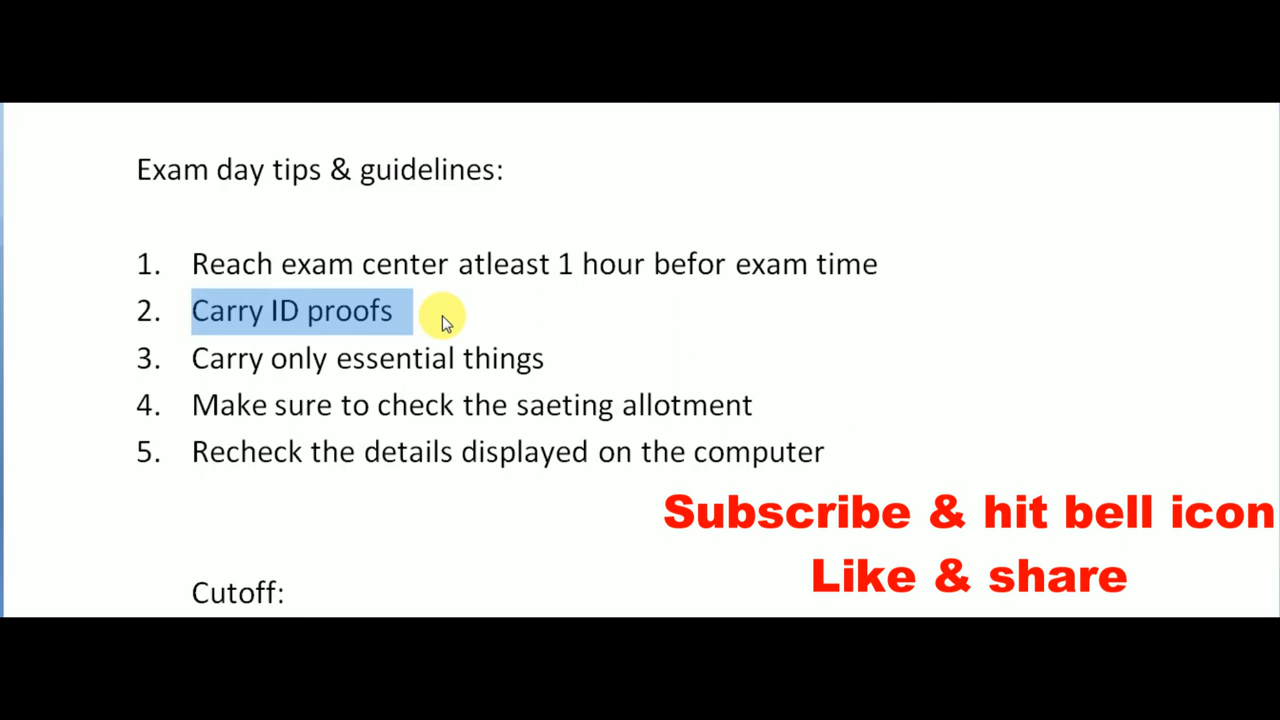 Exam day tips & guidelines:
1. Reach exam center atleast 1 hour befor exam time
2. Carry ID proofs
3. Carry only essential things
4. Make sure to check the saeting allotment
5. Recheck the details displayed on the computer
Subscribe & hit bell icon
Like & share
Cutoff: